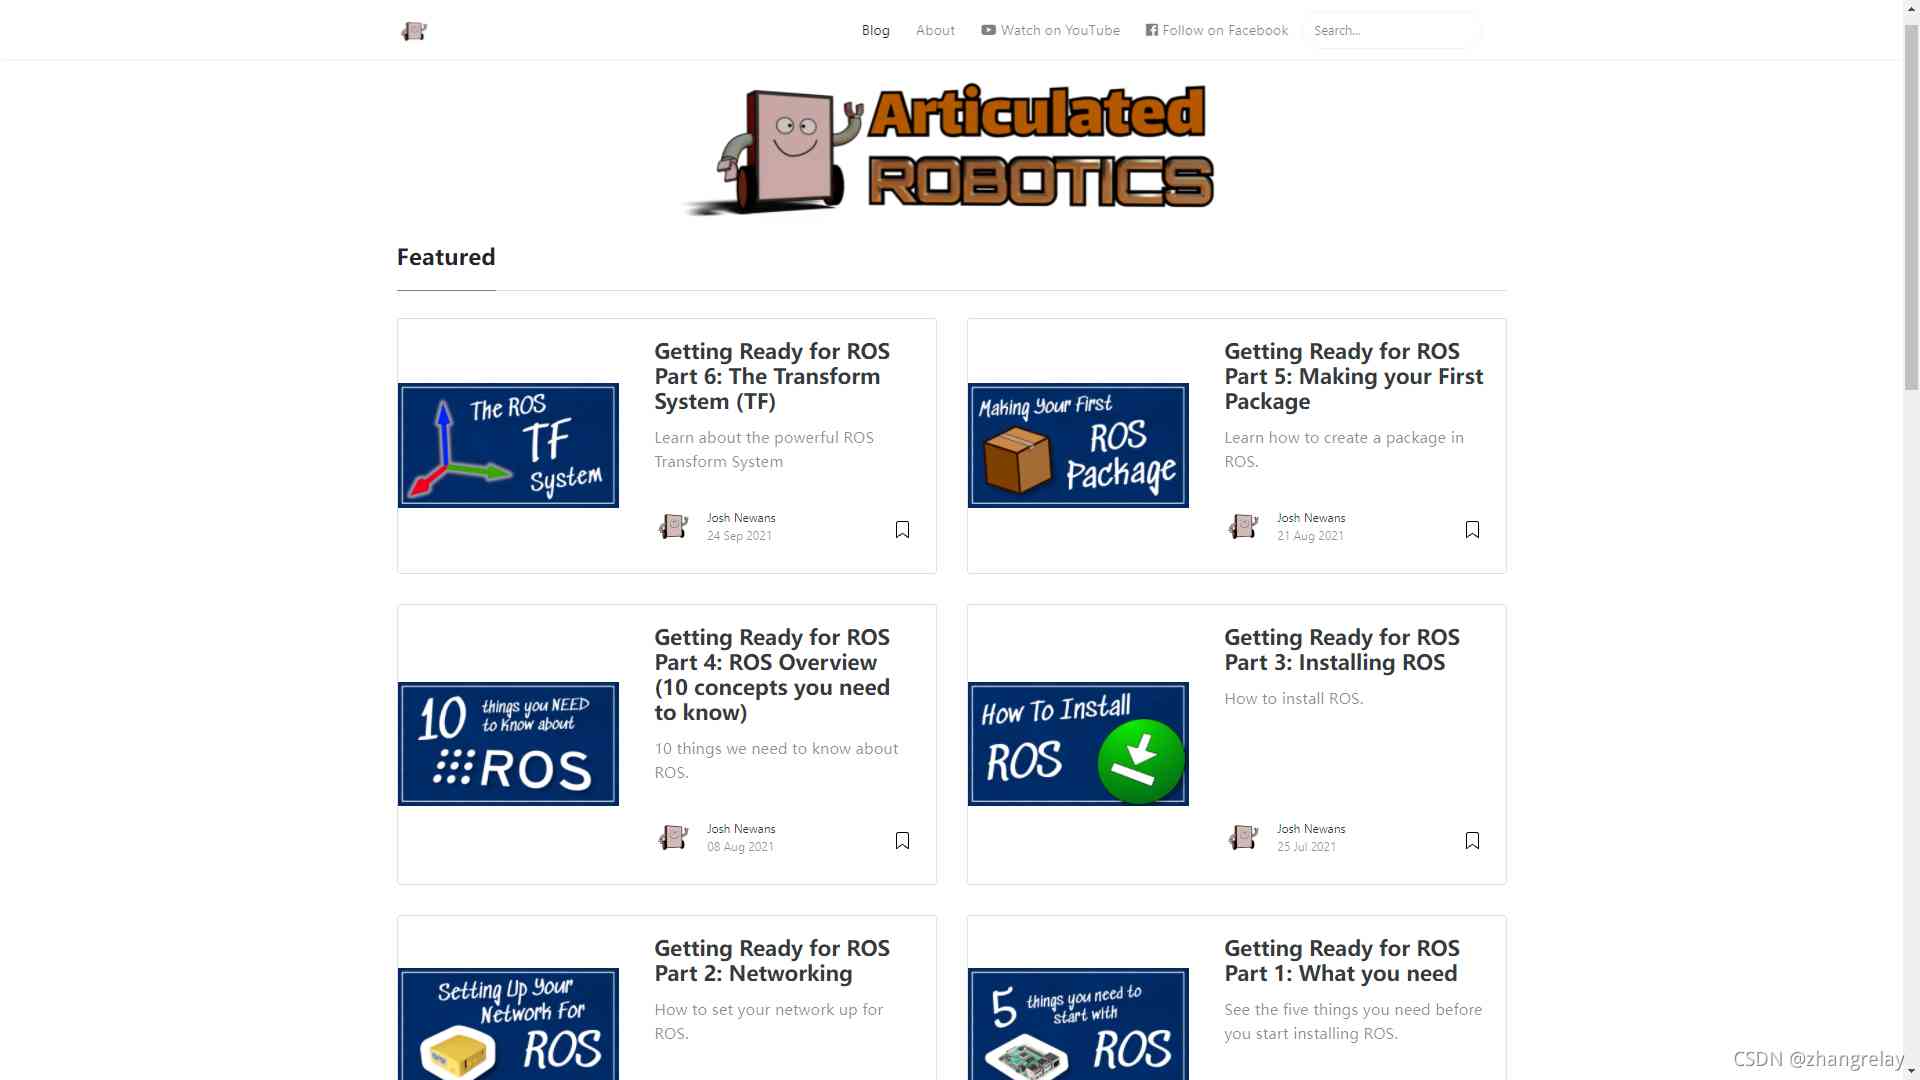 Blog
About
Watch on YouTube
Follow on Facebook
Search...
Articulated
ROBOTICS
Featured
The ROS
TF
System
Getting Ready for ROS
Part 6: The Transform
System (TF)
Learn about the powerful ROS
Transform System
Josh Newans
24 Sep 2021
Making Your First
ROS
Package
Getting Ready for ROS
Part 5: Making your First
Package
Learn how to create a package in
ROS.
Josh Newans
21 Aug 2021
10 things you NEED
to know about
ROS
Getting Ready for ROS
Part 4: ROS Overview
(10 concepts you need
to know)
10 things we need to know about
ROS.
Josh Newans
08 Aug 2021
How To Install
ROS
Getting Ready for ROS
Part 3: Installing ROS
How to install ROS.
Josh Newans
25 Jul 2021
Setting Up Your
Network For
ROS
Getting Ready for ROS
Part 2: Networking
How to set your network up for
ROS.
5 things you need to
start with
ROS
Getting Ready for ROS
Part 1: What you need
See the five things you need before
you start installing ROS.
CSDN @zhangrelay